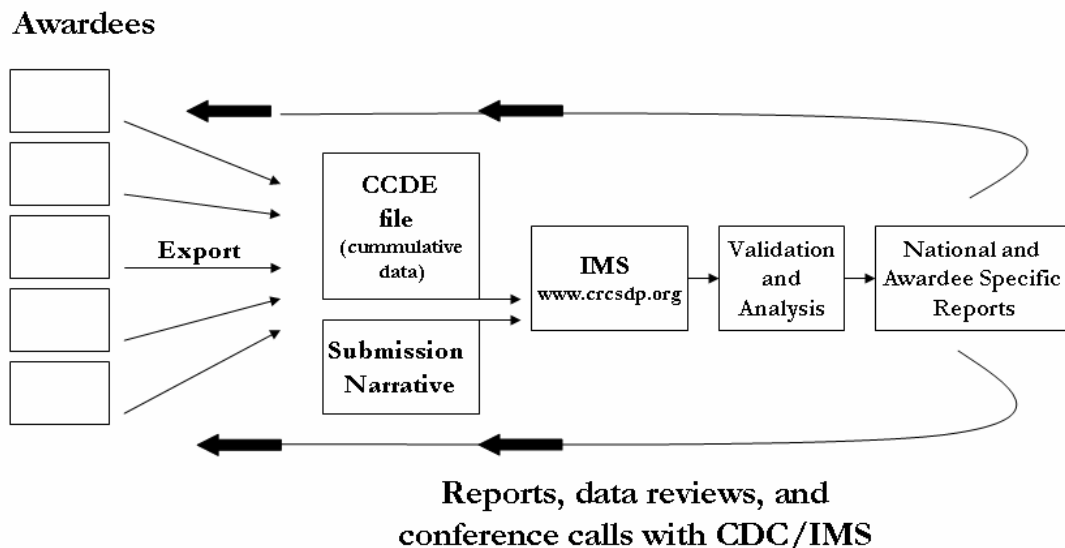 Awardees
Export
CCDE
file
(cummulative
data)
Submission
Narrative
IMS
www.crcsdp.org
Validation
and
Analysis
National and
Awardee Specific
Reports
Reports, data reviews, and
conference calls with CDC/IMS